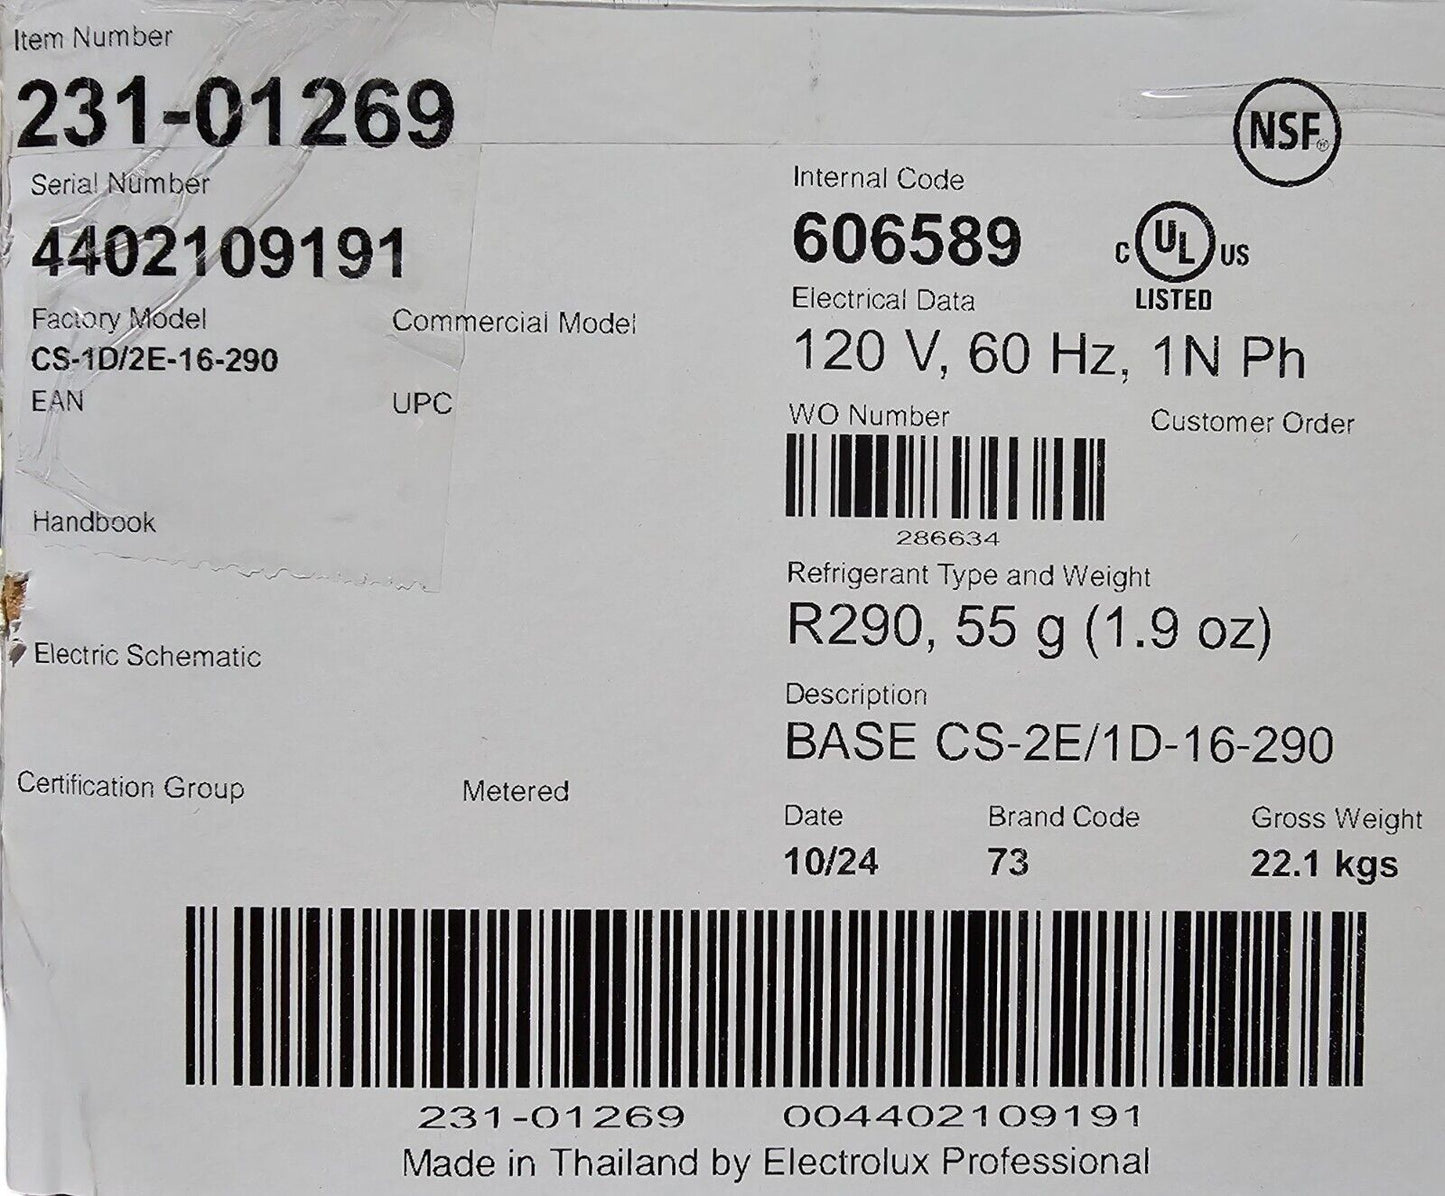 Item Number
231-01269
Serial Number
4402109191
Factory Model
Commercial Model
CS-1D/2E-16-290
EAN
UPC
Handbook
Electric Schematic
Certification Group
Metered
NSF®
Internal Code
606589
C UL US
LISTED
Electrical Data
120 V, 60 Hz, 1N Ph
WO Number
Customer Order
286634
Refrigerant Type and Weight
R290, 55 g (1.9 oz)
Description
BASE CS-2E/1D-16-290
Date Brand Code Gross Weight
10/24 73 22.1 kgs
231-01269 004402109191
Made in Thailand by Electrolux Professional